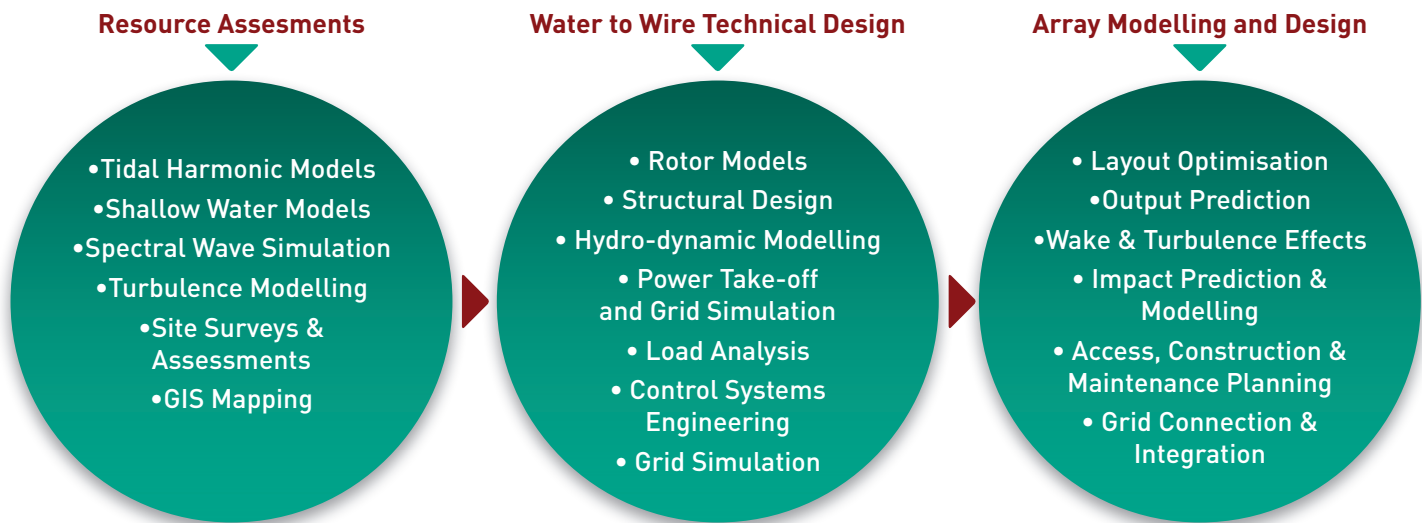 Resource Assesments
•Tidal Harmonic Models
•Shallow Water Models
•Spectral Wave Simulation
•Turbulence Modelling
•Site Surveys &
Assessments
•GIS Mapping
Water to Wire Technical Design
• Rotor Models
• Structural Design
• Hydro-dynamic Modelling
• Power Take-off
and Grid Simulation
• Load Analysis
• Control Systems
Engineering
• Grid Simulation
Array Modelling and Design
• Layout Optimisation
•Output Prediction
•Wake & Turbulence Effects
• Impact Prediction &
Modelling
• Access, Construction &
Maintenance Planning
• Grid Connection &
Integration